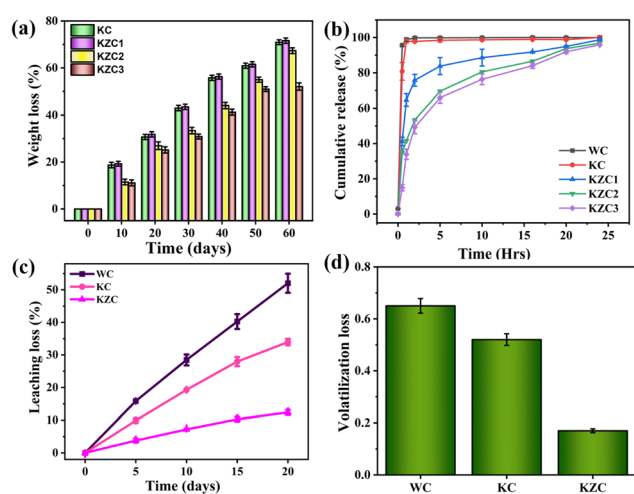 (a)
KC
KZC1
KZC2
KZC3
Weight loss (%)
80
60
40
20
0
0 10 20 30 40 50 60
Time (days)
(b)
Cumulative release (%)
100
80
60
40
20
0
WC
KC
KZC1
KZC2
KZC3
0 5 10 15 20 25
Time (Hrs)
(c)
WC
KC
KZC
Leaching loss (%)
50
40
30
20
10
0
0 5 10 15 20
Time (days)
(d)
Volatilization loss
0.8
0.6
0.4
0.2
0.0
WC KC KZC